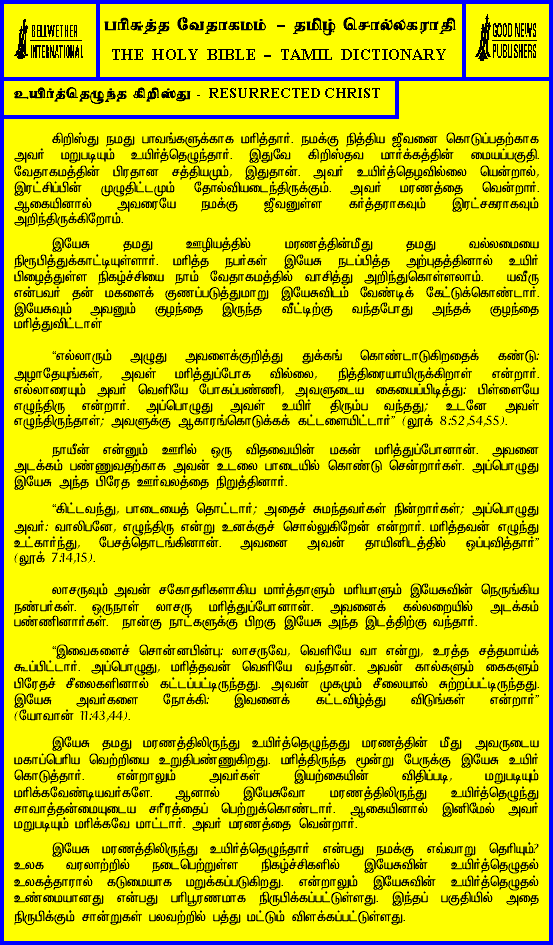 BELLWETHER
INTERNATIONAL
பரிசுத்த வேதாகமம் – தமிழ் சொல்லகராதி
THE HOLY BIBLE – TAMIL DICTIONARY
GOOD NEWS
PUBLISHERS
உயிர்த்தெழுந்த கிறிஸ்து - RESURRECTED CHRIST
கிறிஸ்து நமது பாவங்களுக்காக மரித்தார். நமக்கு நித்திய ஜீவனை கொடுப்பதற்காக
அவர் மறுபடியும் உயிர்த்தெழுந்தார். இதுவே கிறிஸ்தவ மார்க்கத்தின் மையப்பகுதி.
வேதாகமத்தின் பிரதான சத்தியமும், இதுதான். அவர் உயிர்த்தெழவில்லை யென்றால்,
இரட்சிப்பின் முழுதிட்டமும் தோல்வியடைந்திருக்கும். அவர் மரணத்தை வென்றார்.
ஆகையினால் அவரையே நமக்கு ஜீவனுள்ள கர்த்தராகவும் இரட்சகராகவும்
அறிந்திருக்கிறோம்.
இயேசு தமது ஊழியத்தில் மரணத்தின்மீது தமது வல்லமையை
நிரூபித்துக்காட்டியுள்ளார். மரித்த நபர்கள் இயேசு நடப்பித்த அற்புதத்தினால் உயிர்
பிழைத்துள்ள நிகழ்ச்சியை நாம் வேதாகமத்தில் வாசித்து அறிந்துகொள்ளலாம். யவீரு
என்பவர் தன் மகளைக் குணப்படுத்துமாறு இயேசுவிடம் வேண்டிக் கேட்டுக்கொண்டார்.
இயேசுவும் அவனும் குழந்தை இருந்த வீட்டிற்கு வந்தபோது அந்தக் குழந்தை
மரித்துவிட்டாள்
“எல்லாரும் அழுது அவளைக்குறித்து துக்கங் கொண்டாடுகிறதைக் கண்டு:
அழாதேயுங்கள், அவள் மரித்துப்போக வில்லை, நித்திரையாயிருக்கிறாள் என்றார்.
எல்லாரையும் அவர் வெளியே போகப்பண்ணி, அவளுடைய கையைப்பிடித்து: பிள்ளையே
எழுந்திரு என்றார். அப்பொழுது அவள் உயிர் திரும்ப வந்தது; உடனே அவள்
எழுந்திருந்தாள்; அவளுக்கு ஆகாரங்கொடுக்கக் கட்டளையிட்டார்” (லூக் 8:52,54,55).
நாயீன் என்னும் ஊரில் ஒரு விதவையின் மகன் மரித்துப்போனான். அவனை
அடக்கம் பண்ணுவதற்காக அவன் உடலை பாடையில் கொண்டு சென்றார்கள். அப்பொழுது
இயேசு அந்த பிரேத ஊர்வலத்தை நிறுத்தினார்.
“கிட்டவந்து, பாடையைத் தொட்டார்; அதைச் சுமந்தவர்கள் நின்றார்கள்; அப்பொழுது
அவர்: வாலிபனே, எழுந்திரு என்று உனக்குச் சொல்லுகிறேன் என்றார். மரித்தவன் எழுந்து
உட்கார்ந்து, பேசத்தொடங்கினான். அவனை அவன் தாயினிடத்தில் ஒப்புவித்தார்”
(லூக் 7:14,15).
லாசருவும் அவன் சகோதரிகளாகிய மார்த்தாளும் மரியாளும் இயேசுவின் நெருங்கிய
நண்பர்கள். ஒருநாள் லாசரு மரித்துப்போனான். அவனைக் கல்லறையில் அடக்கம்
பண்ணினார்கள். நான்கு நாட்களுக்கு பிறகு இயேசு அந்த இடத்திற்கு வந்தார்.
“இவைகளைச் சொன்னபின்பு: லாசருவே, வெளியே வா என்று, உரத்த சத்தமாய்க்
கூப்பிட்டார். அப்பொழுது, மரித்தவன் வெளியே வந்தான். அவன் கால்களும் கைகளும்
பிரேதச் சீலைகளினால் கட்டப்பட்டிருந்தது. அவன் முகமும் சீலையால் சுற்றப்பட்டிருந்தது.
இயேசு அவர்களை நோக்கி: இவனைக் கட்டவிழ்த்து விடுங்கள் என்றார்”
(யோவான் 11:43,44).
இயேசு தமது மரணத்திலிருந்து உயிர்த்தெழுந்தது மரணத்தின் மீது அவருடைய
மகாப்பெரிய வெற்றியை உறுதிபண்ணுகிறது. மரித்திருந்த மூன்று பேருக்கு இயேசு உயிர்
கொடுத்தார். என்றாலும் அவர்கள் இயற்கையின் விதிப்படி, மறுபடியும்
மரிக்கவேண்டியவர்களே. ஆனால் இயேசுவோ மரணத்திலிருந்து உயிர்த்தெழுந்து
சாவாத்தன்மையுடைய சரீரத்தைப் பெற்றுக்கொண்டார். ஆகையினால் இனிமேல் அவர்
மறுபடியும் மரிக்கவே மாட்டார். அவர் மரணத்தை வென்றார்.
இயேசு மரணத்திலிருந்து உயிர்த்தெழுந்தார் என்பது நமக்கு எவ்வாறு தெரியும்?
உலக வரலாற்றில் நடைபெற்றுள்ள நிகழ்ச்சிகளில் இயேசுவின் உயிர்த்தெழுதல்
உலகத்தாரால் கடுமையாக மறுக்கப்படுகிறது. என்றாலும் இயேசுவின் உயிர்த்தெழுதல்
உண்மையானது என்பது பரிபூரணமாக நிருபிக்கப்பட்டுள்ளது. இந்தப் பகுதியில் அதை
நிருபிக்கும் சான்றுகள் பலவற்றில் பத்து மட்டும் விளக்கப்பட்டுள்ளது.